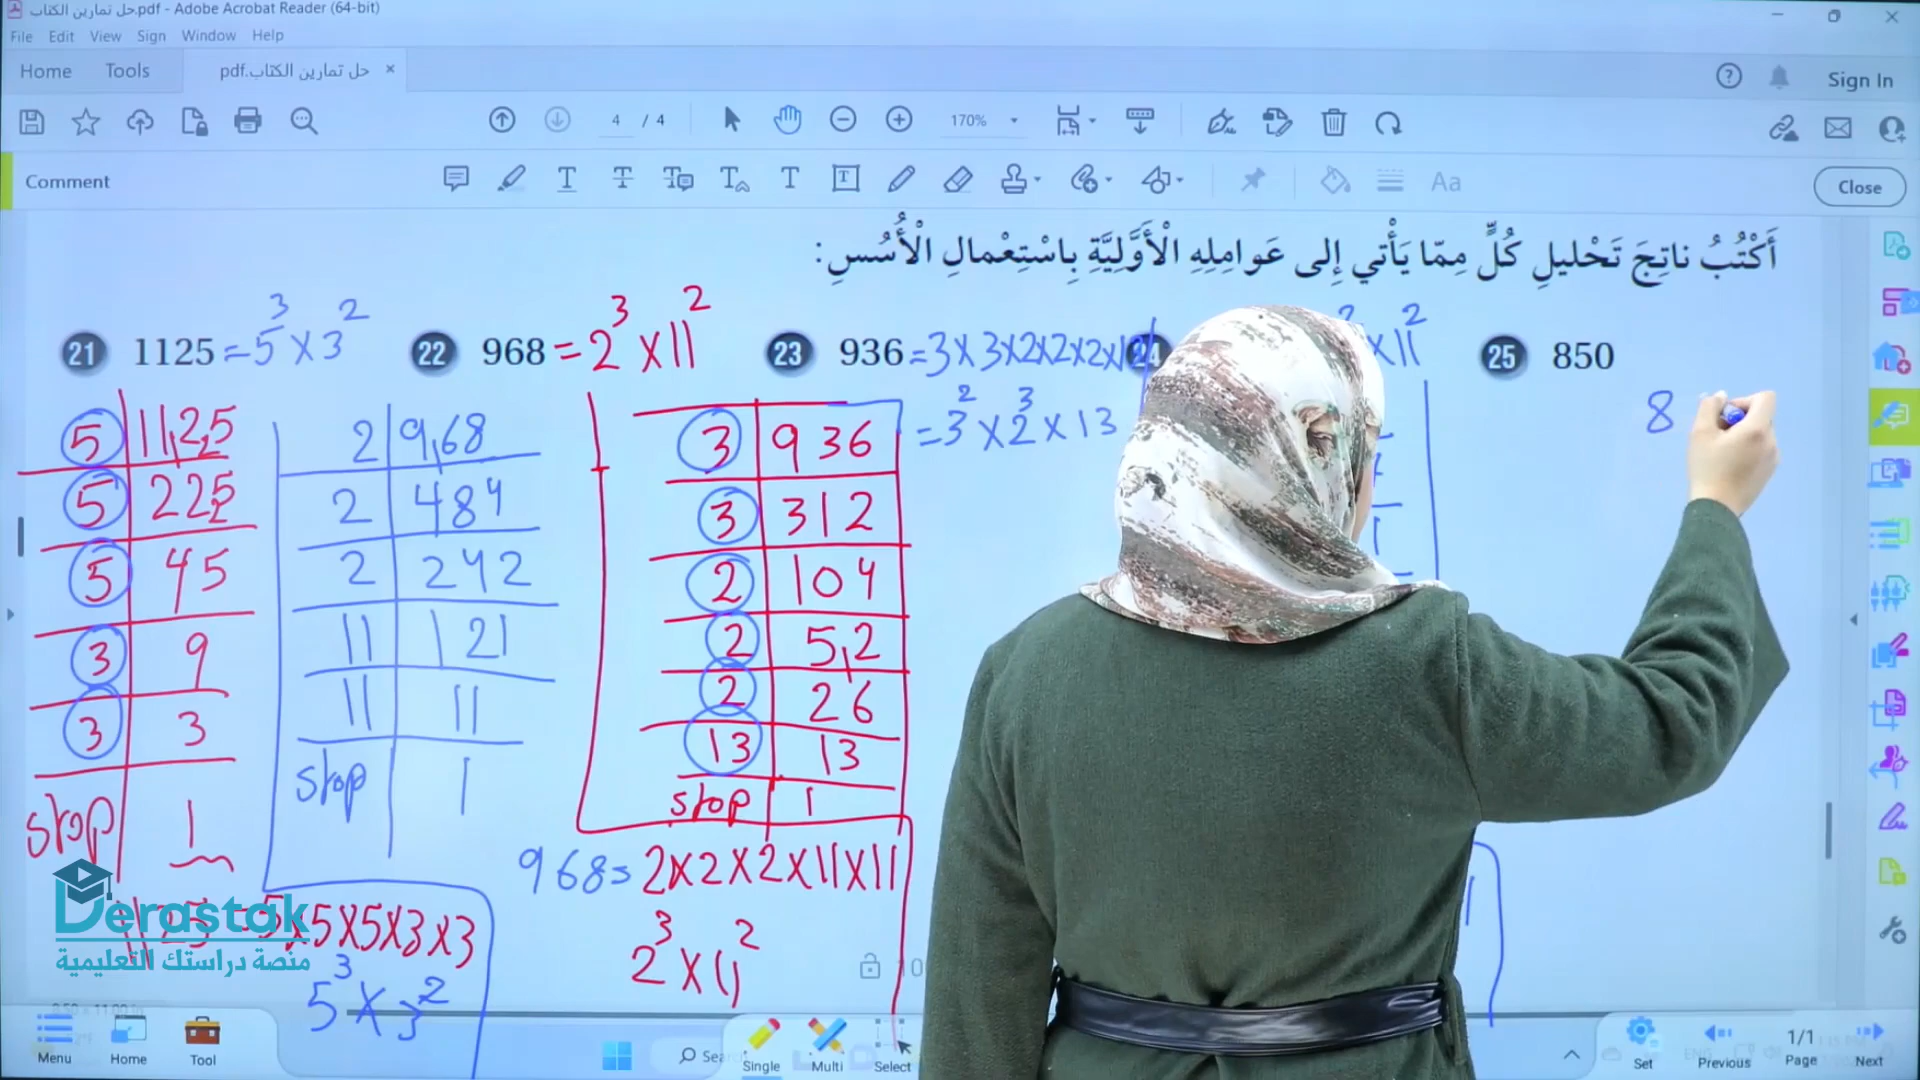 حل تمارين الكتاب.pdf - Adobe Acrobat Reader (64-bit)
File Edit View Sign Window Help
Home Tools حل تمارين الكتاب.pdf × Sign In
4 / 4 170%
Comment Close
أَكْتُبُ ناتِجَ تَحْليلِ كُلٍّ مِمّا يَأْتي إِلى عَوامِلِهِ الْأَوَّلِيَّةِ بِاسْتِعْمالِ الْأُسُسِ:
21 1125 = 5³ × 3²
22 968 = 2³ × 11²
23 936 = 3 × 3 × 2 × 2 × 2 × 1
= 3² × 2³ × 13
24 × 11²
25 850
8
5 1125
5 225
5 45
3 9
3 3
stop 1
1125 = 5 × 5 × 5 × 3 × 3
5³ × 3²
2 968
2 484
2 242
11 121
11 11
stop 1
3 936
3 312
2 104
2 52
2 26
13 13
stop 1
968 = 2 × 2 × 2 × 11 × 11
2³ × 11²
Derastak
منصة دراستك التعليمية
Menu Home Tool
Single Multi Select
Set Previous 1/1 Page Next